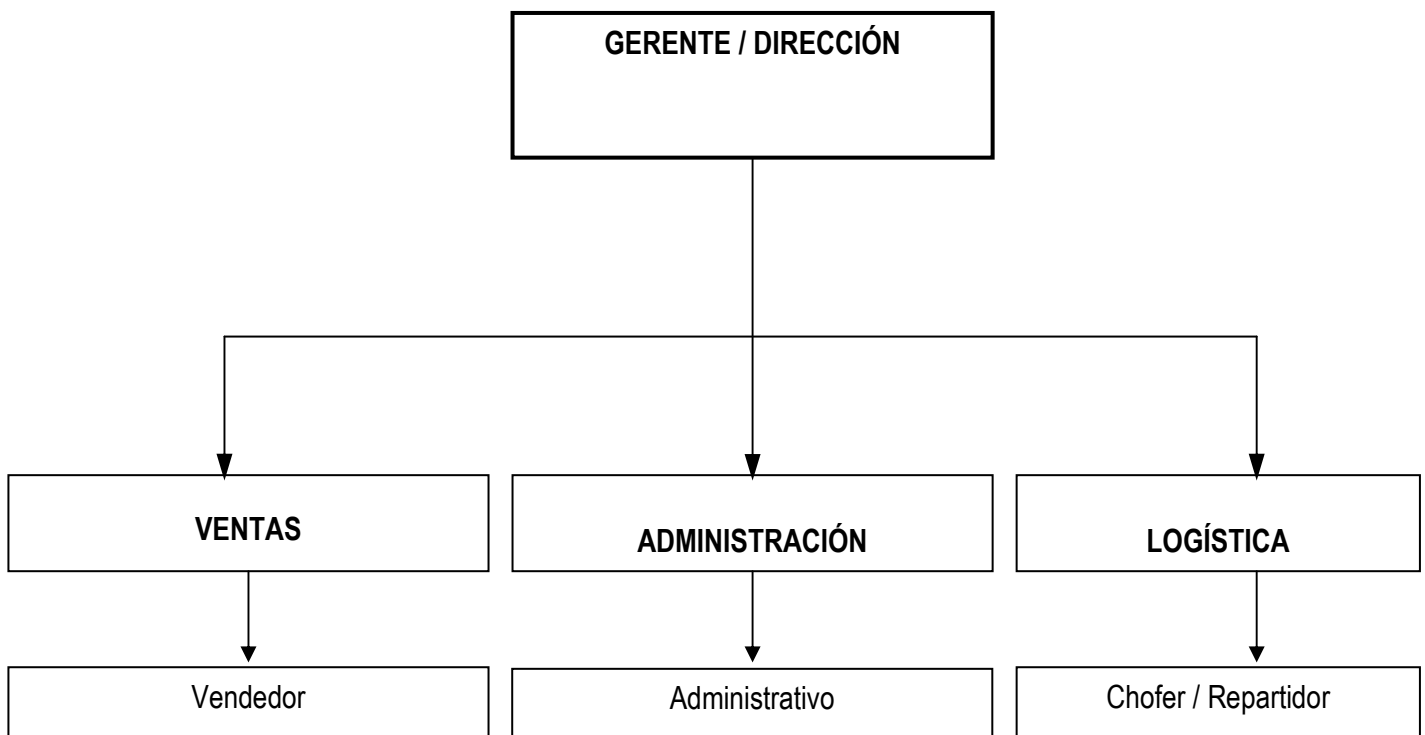 GERENTE / DIRECCIÓN
VENTAS
ADMINISTRACIÓN
LOGÍSTICA
Vendedor
Administrativo
Chofer / Repartidor